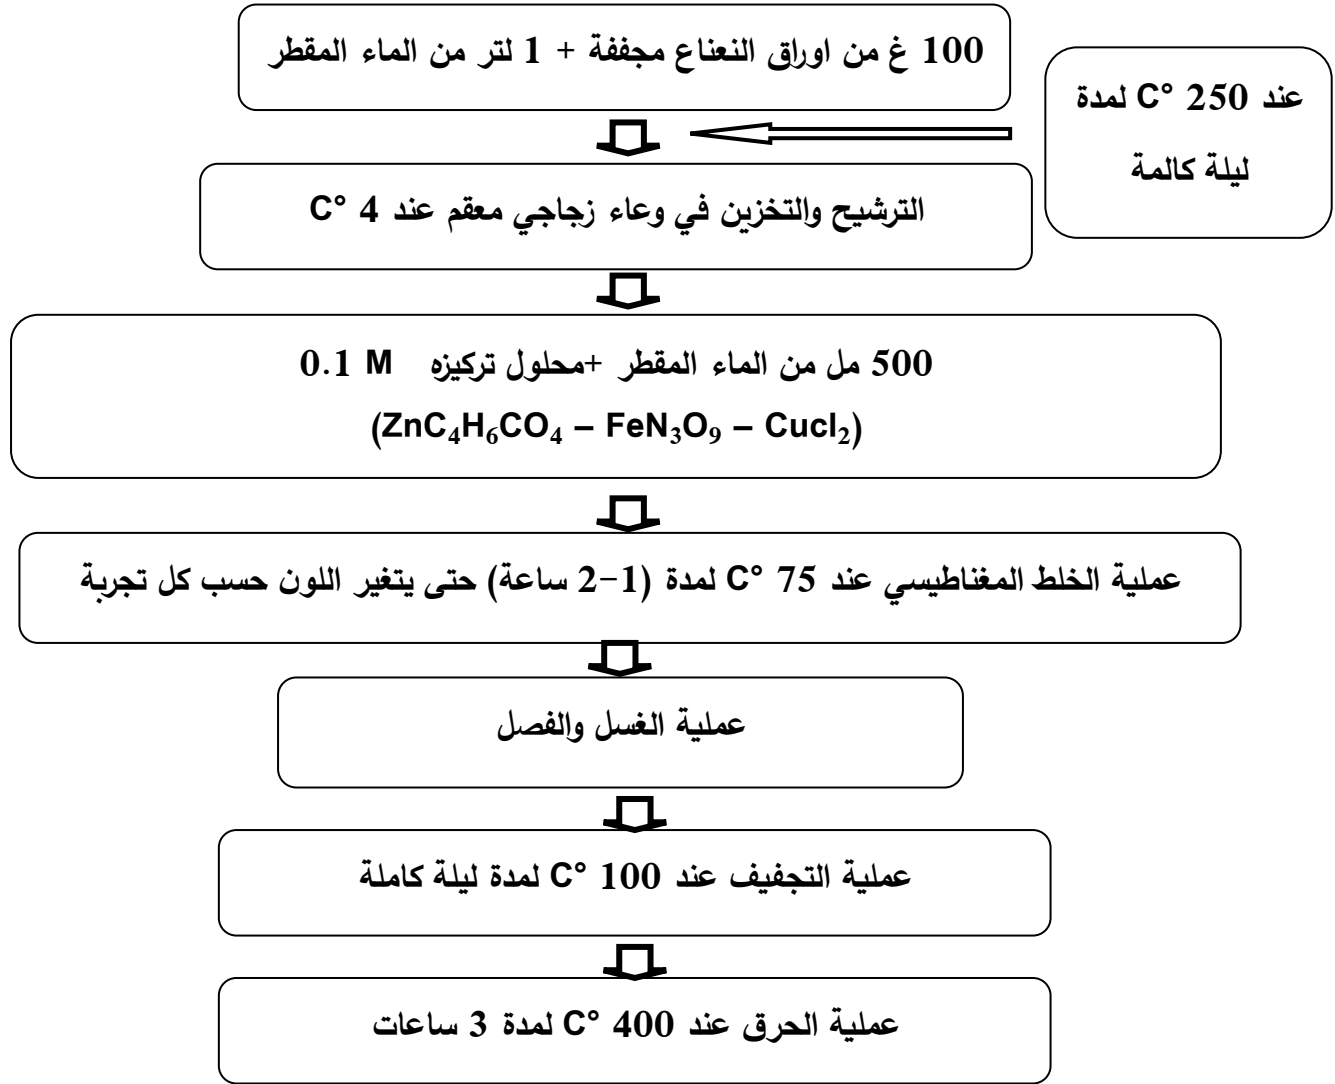 100 غ من اوراق النعناع مجففة + 1 لتر من الماء المقطر
عند 250 °C لمدة
ليلة كالمة
الترشيح والتخزين في وعاء زجاجي معقم عند 4 °C
500 مل من الماء المقطر +محلول تركيزه 0.1 M
(ZnC₄H₆CO₄ – FeN₃O₉ – Cucl₂)
عملية الخلط المغناطيسي عند 75 °C لمدة (1-2 ساعة) حتى يتغير اللون حسب كل تجربة
عملية الغسل والفصل
عملية التجفيف عند 100 °C لمدة ليلة كاملة
عملية الحرق عند 400 °C لمدة 3 ساعات